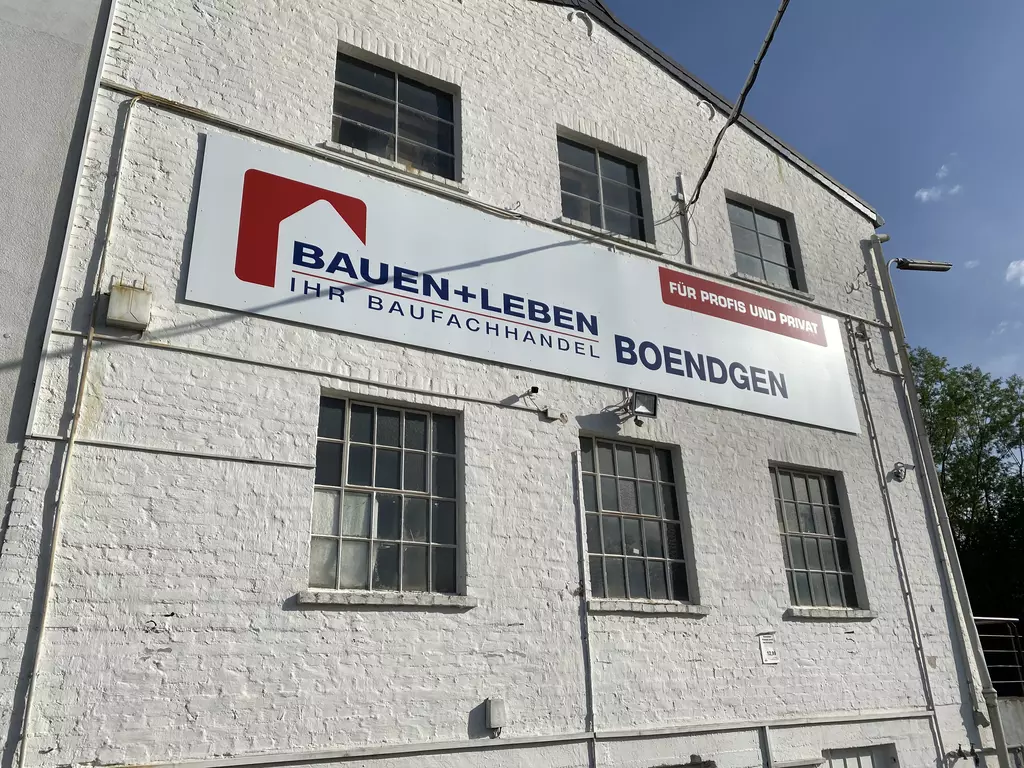 BAUEN+LEBEN
IHR BAUFACHHANDEL
FÜR PROFIS UND PRIVAT
BOENDGEN